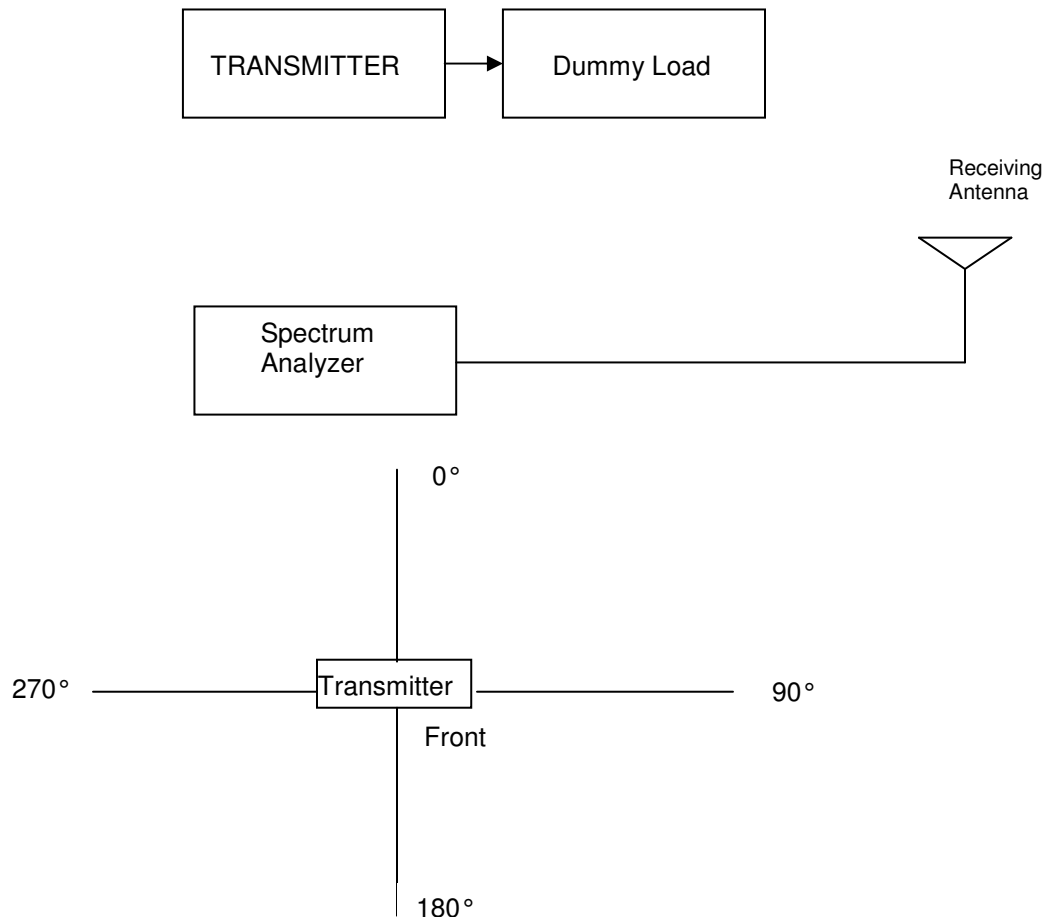 TRANSMITTER
Dummy Load
Receiving
Antenna
Spectrum
Analyzer
0°
270°
Transmitter
90°
Front
180°